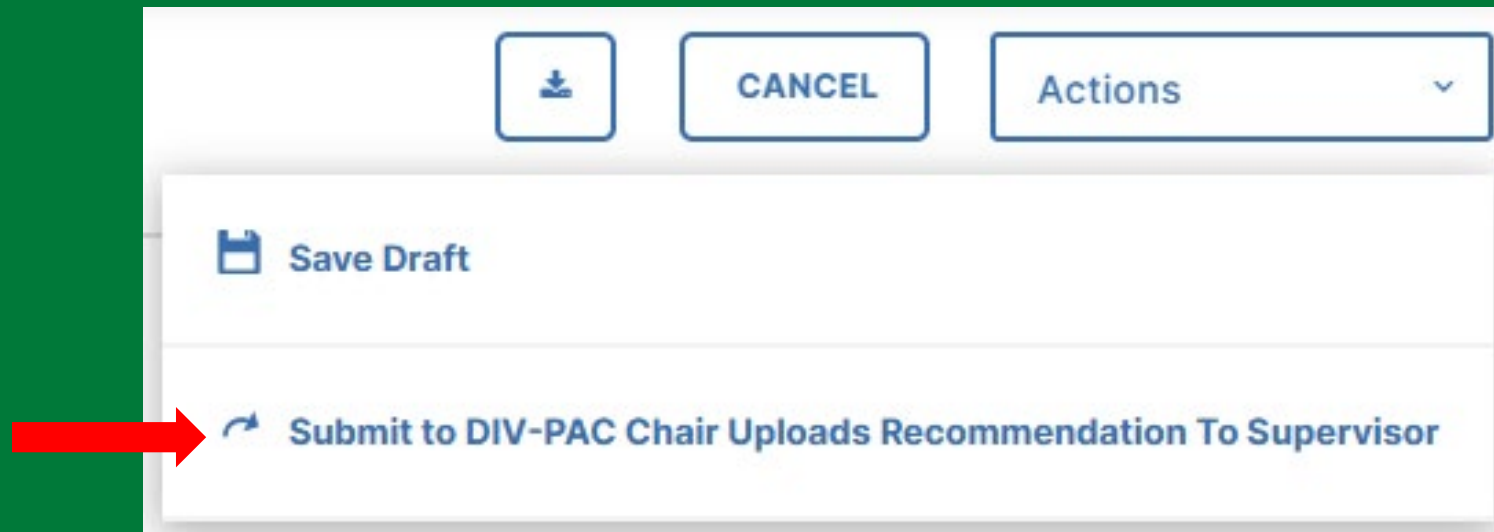 CANCEL
Actions
Save Draft
Submit to DIV-PAC Chair Uploads Recommendation To Supervisor